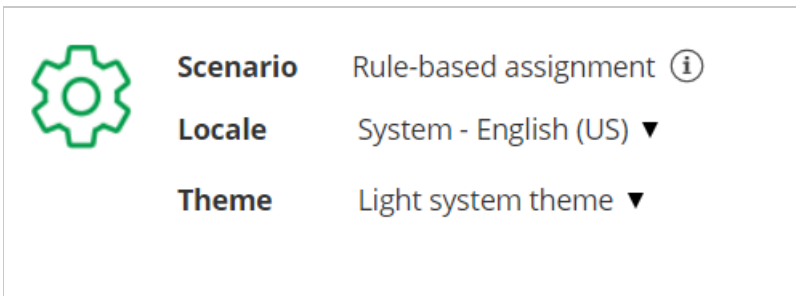 Scenario Rule-based assignment
Locale System - English (US)
Theme Light system theme